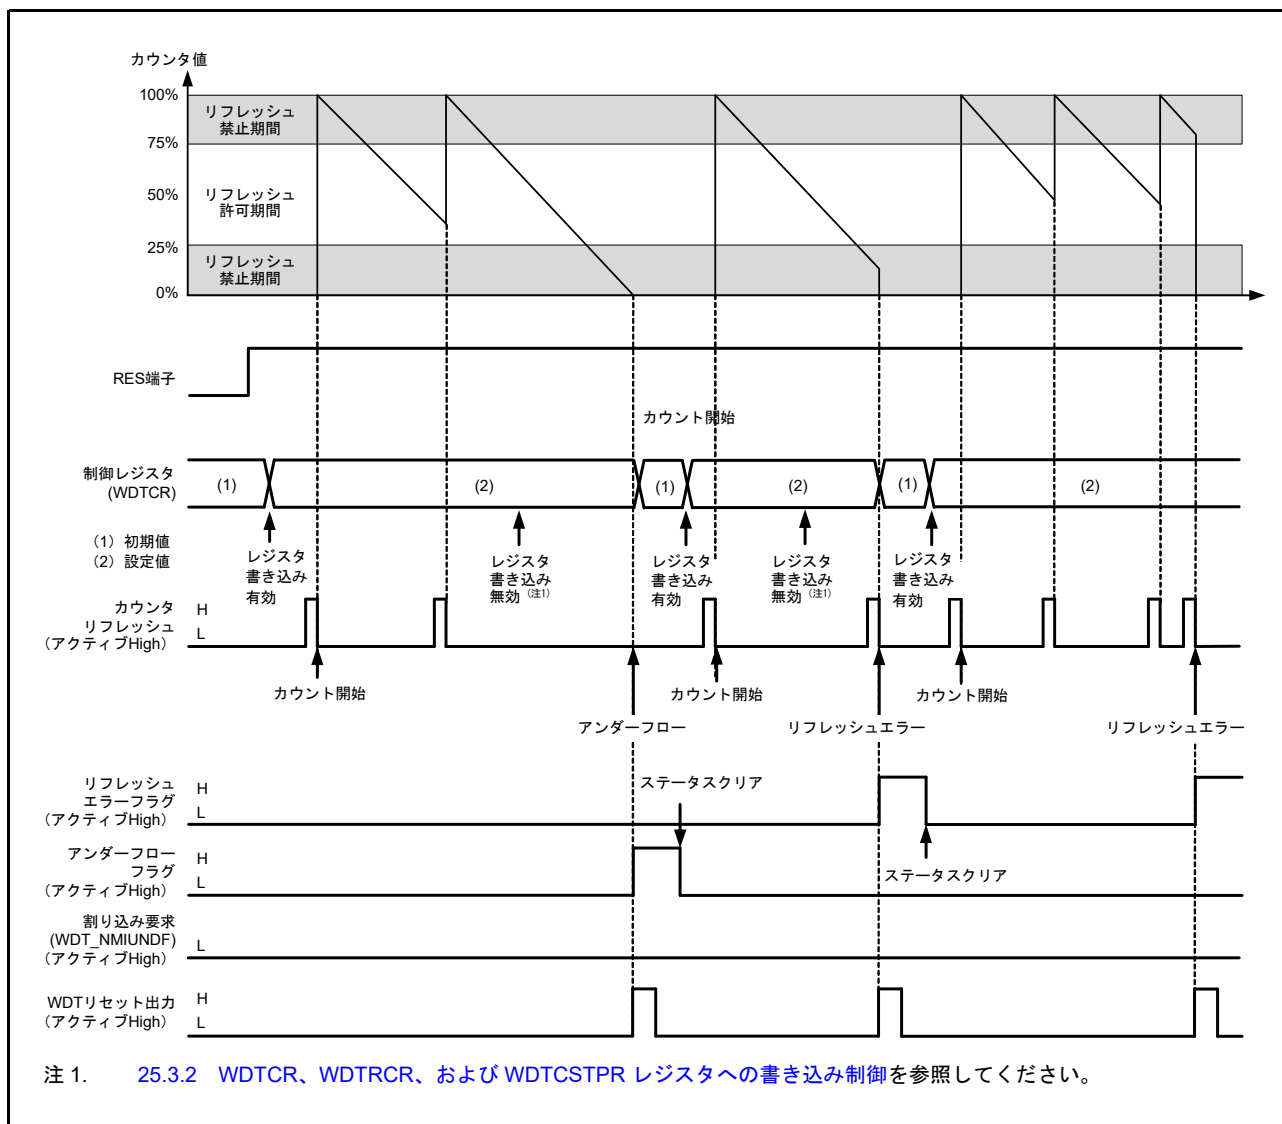 カウンタ値
100%
リフレッシュ
禁止期間
75%
50%
リフレッシュ
許可期間
25%
リフレッシュ
禁止期間
0%
RES端子
カウント開始
制御レジスタ
(WDTCR)
(1)
(2)
(1)
(2)
(1)
(2)
(1) 初期値
(2) 設定値
レジスタ
書き込み
有効
レジスタ
書き込み
無効(注1)
レジスタ
書き込み
有効
レジスタ
書き込み
無効(注1)
レジスタ
書き込み
有効
カウンタ
リフレッシュ
(アクティブHigh)
H
L
カウント開始
カウント開始
カウント開始
アンダーフロー
リフレッシュエラー
リフレッシュエラー
リフレッシュ
エラーフラグ
(アクティブHigh)
H
L
ステータスクリア
アンダーフロー
フラグ
(アクティブHigh)
H
L
ステータスクリア
割り込み要求
(WDT_NMIUNDF)
(アクティブHigh)
L
WDTリセット出力
(アクティブHigh)
H
L
注 1. 25.3.2 WDTCR、WDTRCR、および WDTCSTPR レジスタへの書き込み制御を参照してください。